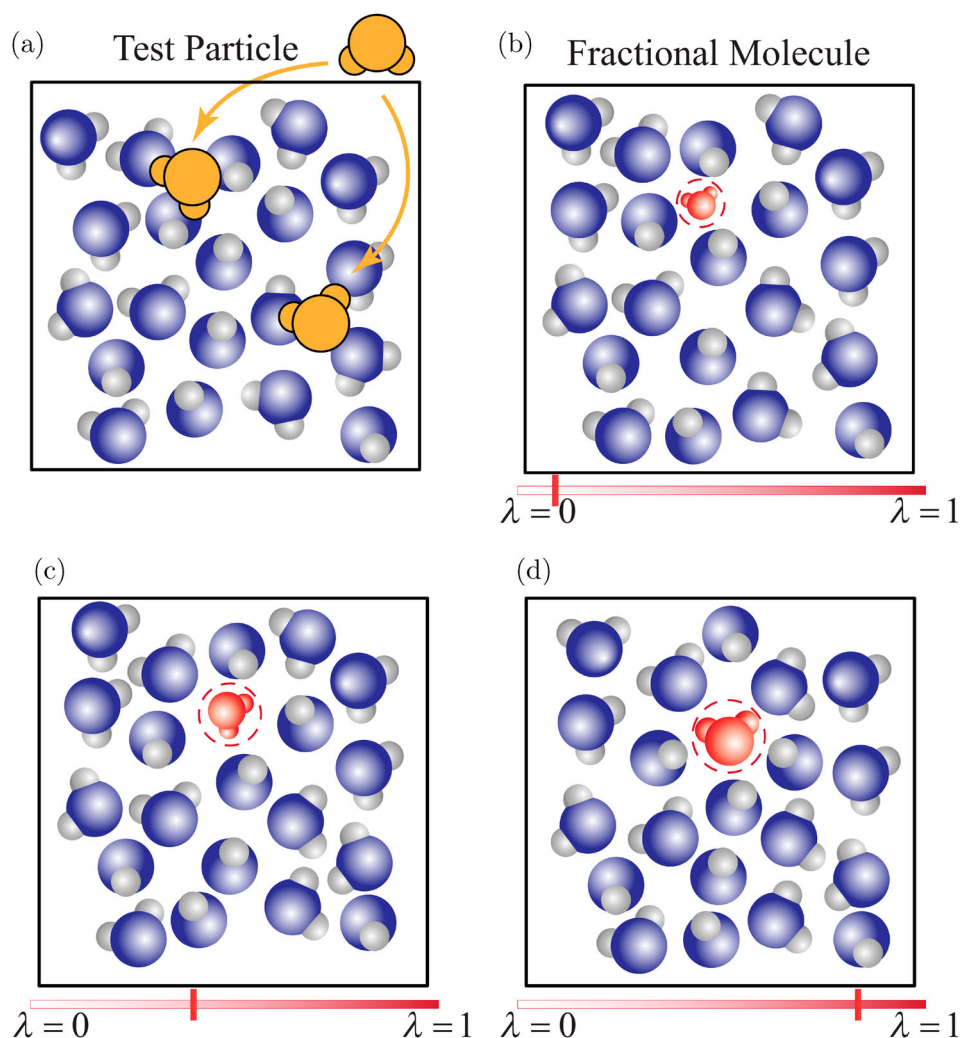 (a)
Test Particle
(b)
Fractional Molecule
λ = 0
λ = 1
(c)
(d)
λ = 0
λ = 1
λ = 0
λ = 1